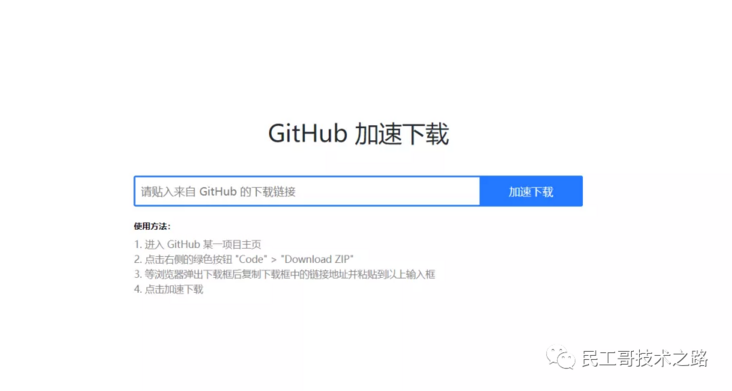 GitHub 加速下载
请贴入来自 GitHub 的下载链接
加速下载
使用方法：
1. 进入 GitHub 某一项目主页
2. 点击右侧的绿色按钮 "Code" > "Download ZIP"
3. 等浏览器弹出下载框后复制下载框中的链接地址并粘贴到以上输入框
4. 点击加速下载
民工哥技术之路